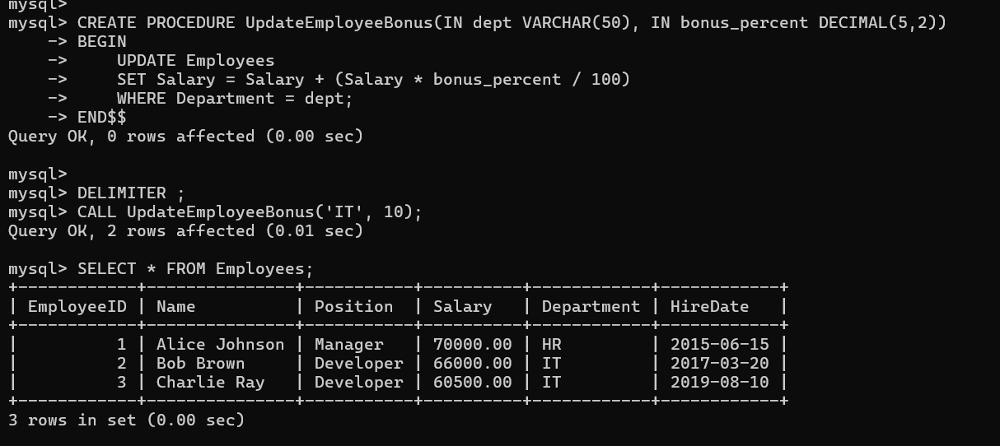 mysql>
mysql> CREATE PROCEDURE UpdateEmployeeBonus(IN dept VARCHAR(50), IN bonus_percent DECIMAL(5,2))
    -> BEGIN
    ->     UPDATE Employees
    ->     SET Salary = Salary + (Salary * bonus_percent / 100)
    ->     WHERE Department = dept;
    -> END$$
Query OK, 0 rows affected (0.00 sec)

mysql>
mysql> DELIMITER ;
mysql> CALL UpdateEmployeeBonus('IT', 10);
Query OK, 2 rows affected (0.01 sec)

mysql> SELECT * FROM Employees;
+------------+---------------+-----------+----------+------------+------------+
| EmployeeID | Name          | Position  | Salary   | Department | HireDate   |
+------------+---------------+-----------+----------+------------+------------+
|          1 | Alice Johnson | Manager   | 70000.00 | HR         | 2015-06-15 |
|          2 | Bob Brown     | Developer | 66000.00 | IT         | 2017-03-20 |
|          3 | Charlie Ray   | Developer | 60500.00 | IT         | 2019-08-10 |
+------------+---------------+-----------+----------+------------+------------+
3 rows in set (0.00 sec)